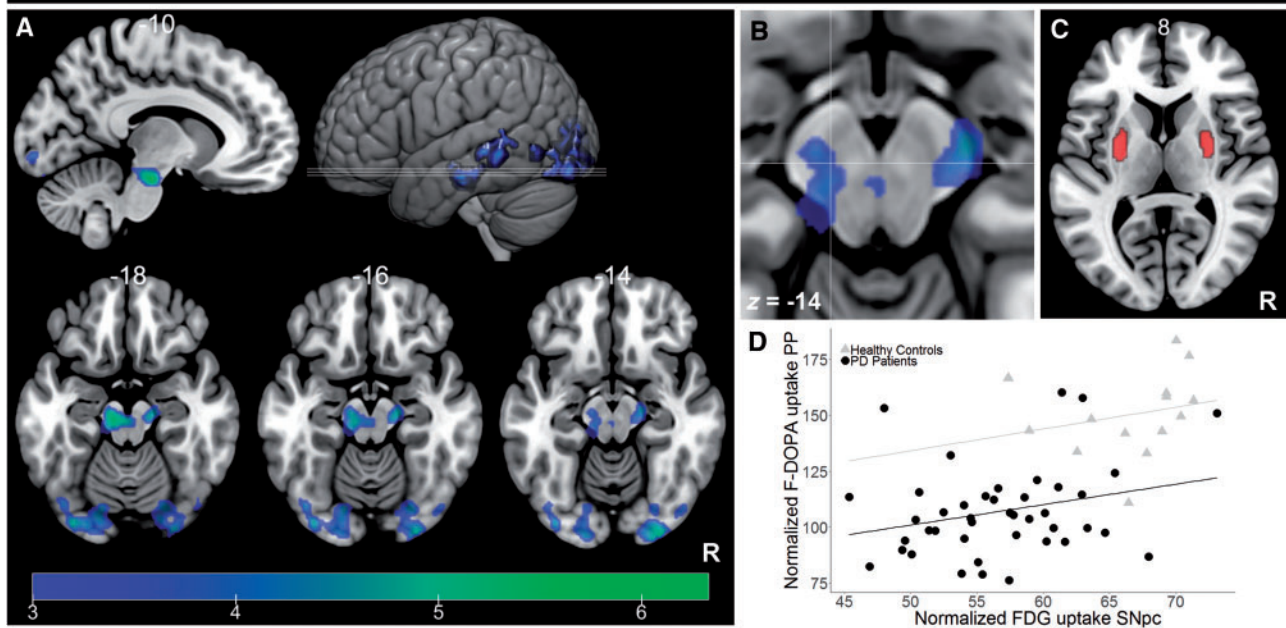 A
-10
-18
-16
-14
R
3
4
5
6
B
z = -14
C
8
R
D
Healthy Controls
PD Patients
Normalized F-DOPA uptake PP
175
150
125
100
75
45
50
55
60
65
70
Normalized FDG uptake SNpc